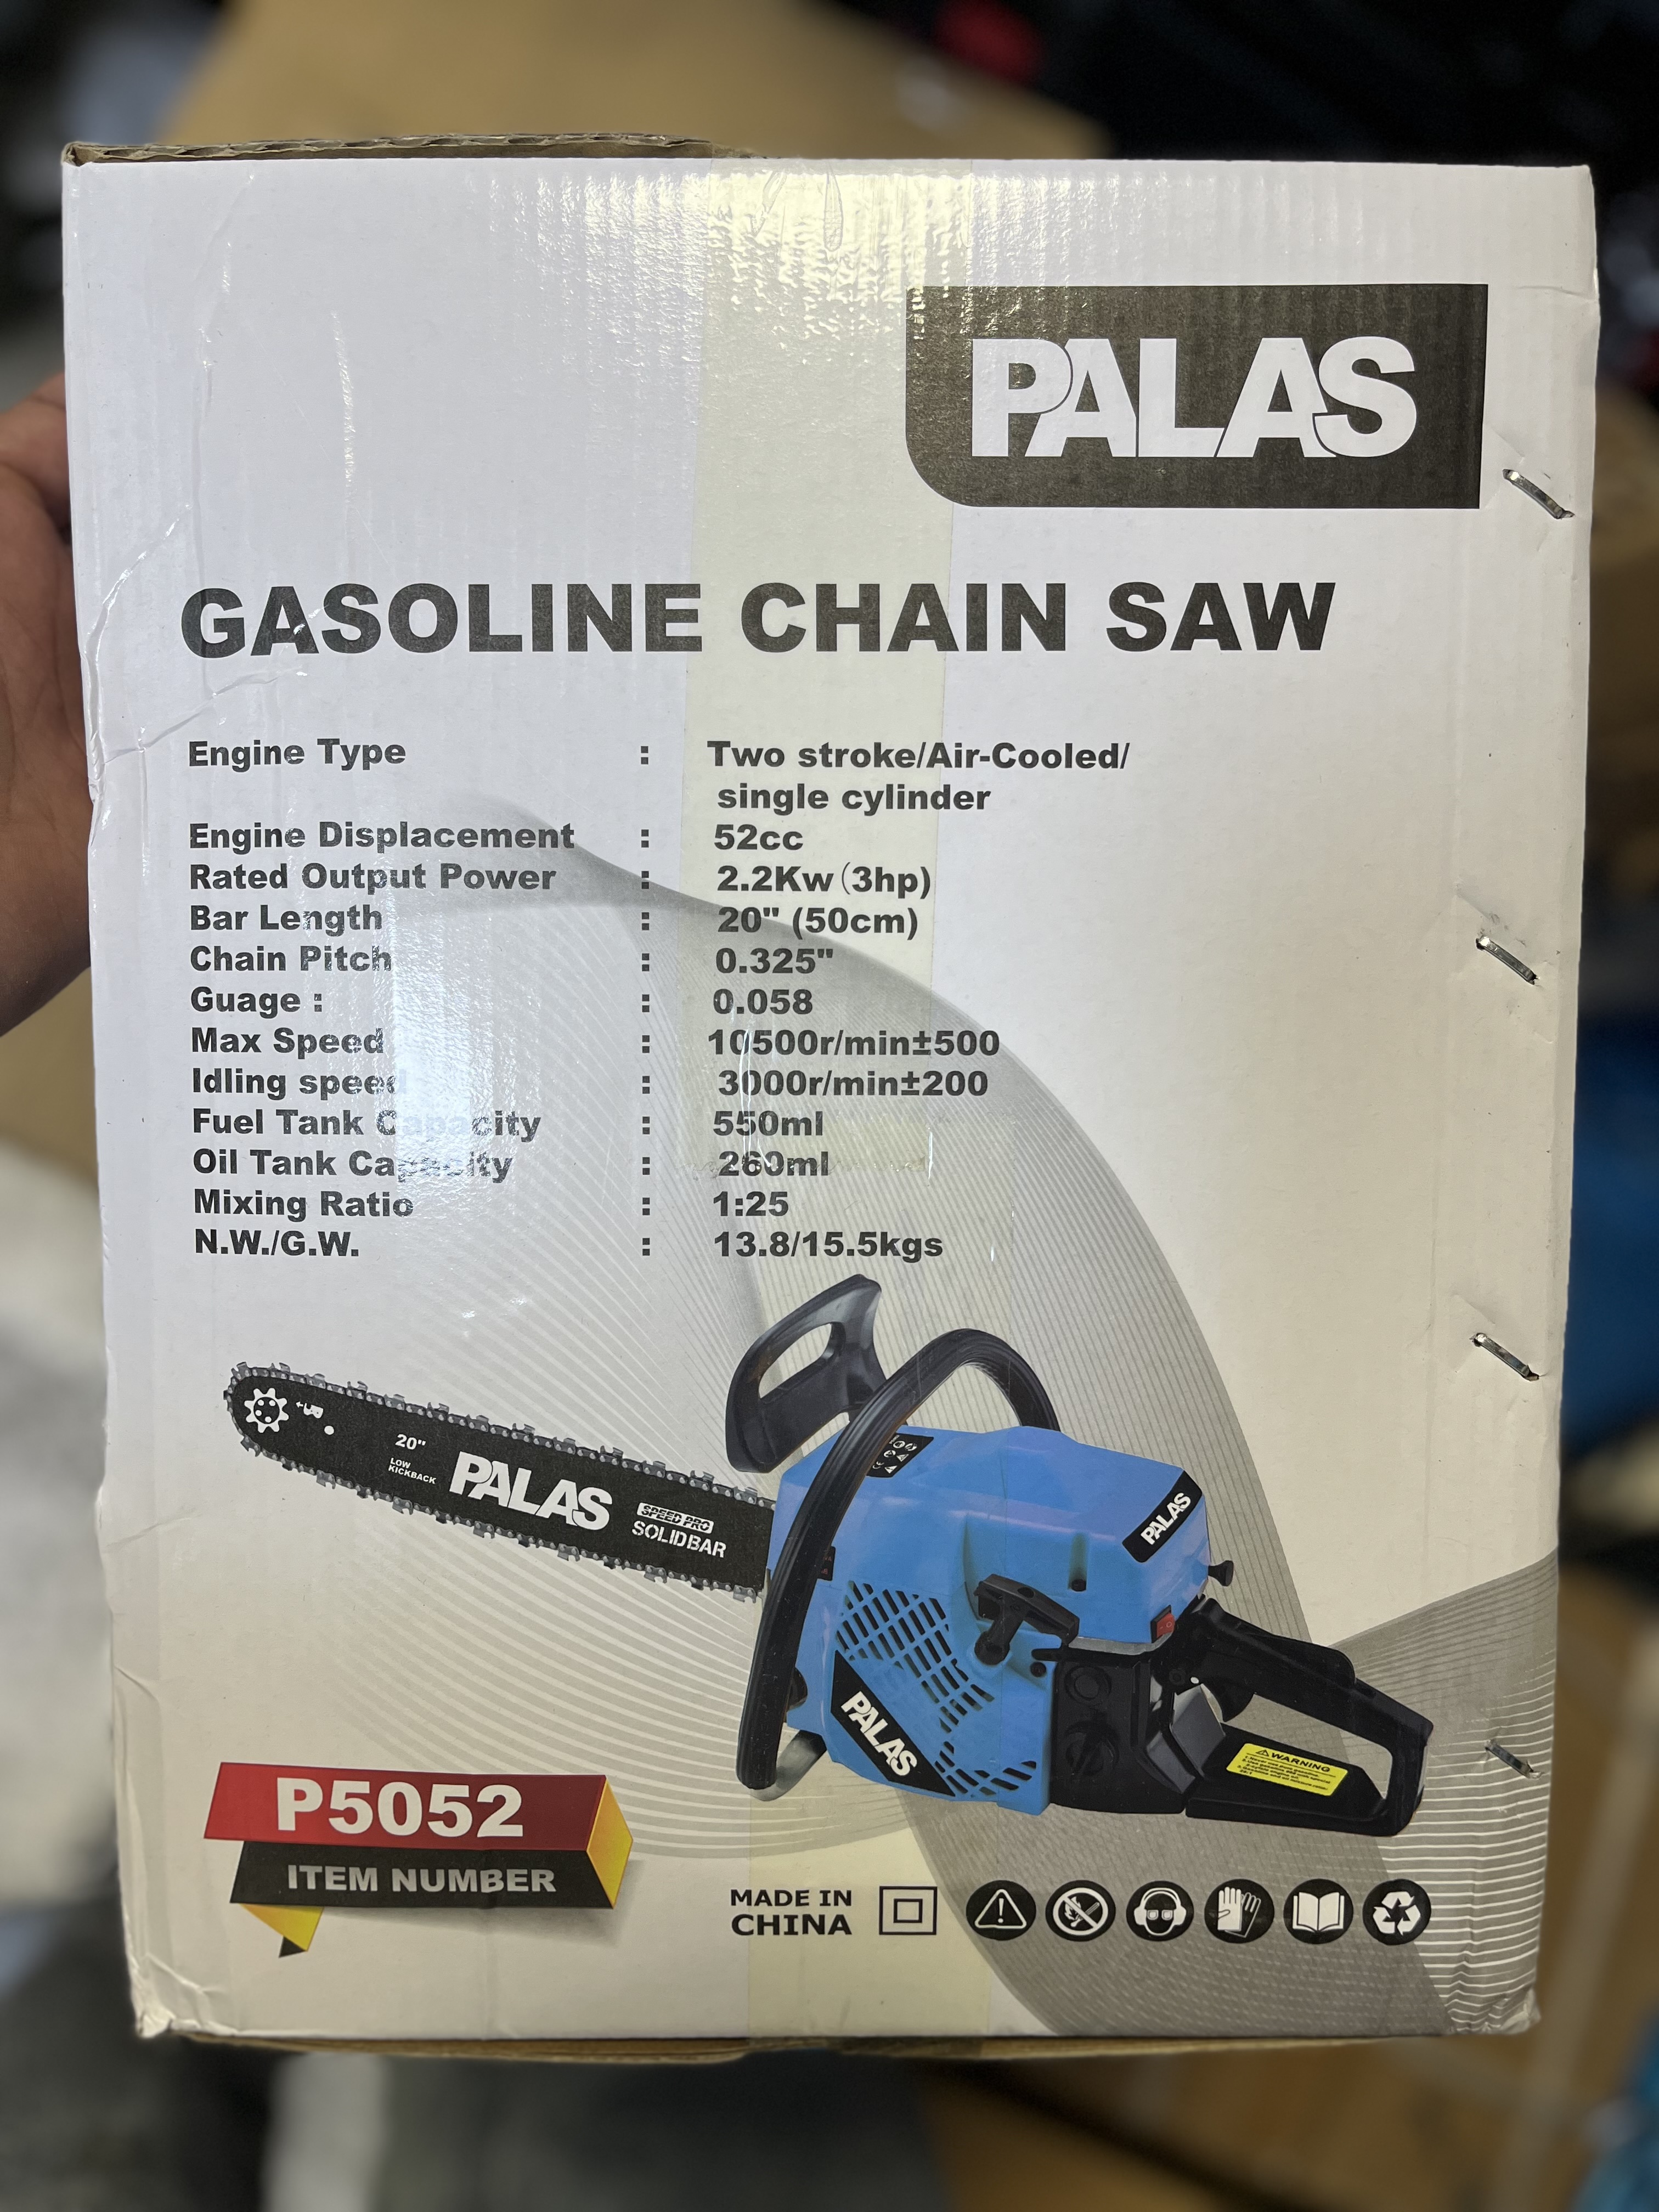 PALAS
GASOLINE CHAIN SAW
Engine Type : Two stroke/Air-Cooled/
single cylinder
Engine Displacement : 52cc
Rated Output Power : 2.2Kw(3hp)
Bar Length : 20" (50cm)
Chain Pitch : 0.325"
Guage : : 0.058
Max Speed : 10500r/min±500
Idling speed : 3000r/min±200
Fuel Tank Capacity : 550ml
Oil Tank Capacity : 260ml
Mixing Ratio : 1:25
N.W./G.W. : 13.8/15.5kgs
20"
LOW
KICKBACK
PALAS
SPEED PRO
SOLIDBAR
PALAS
PALAS
WARNING
P5052
ITEM NUMBER
MADE IN
CHINA